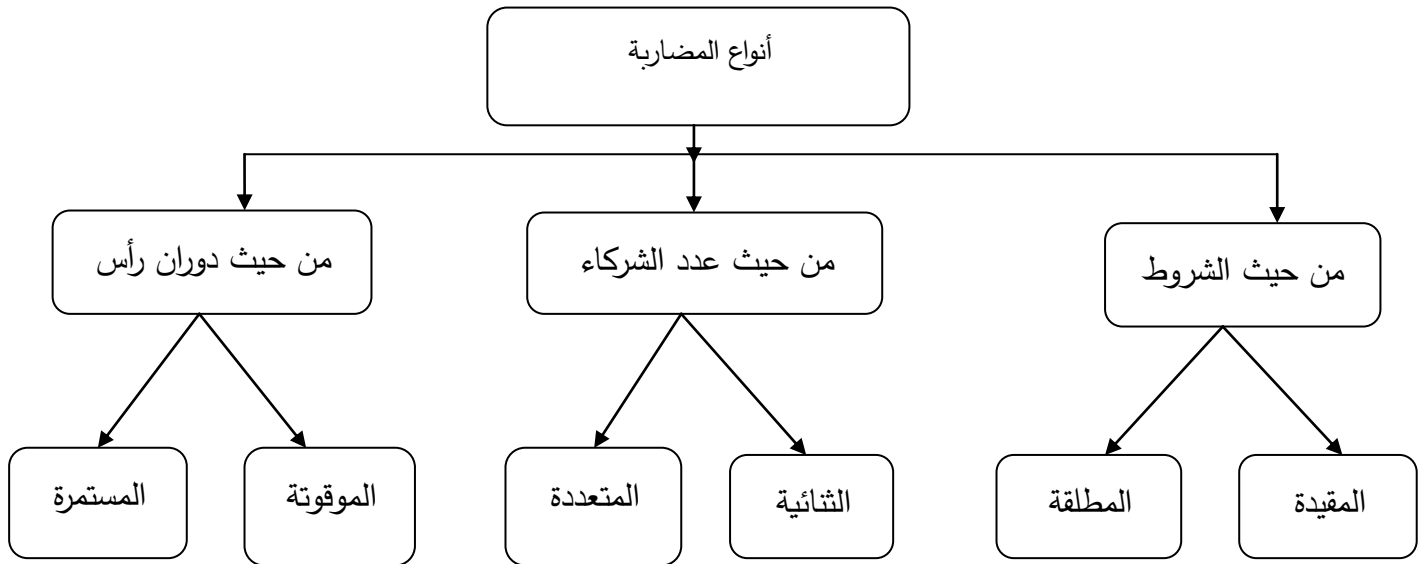 أنواع المضاربة
من حيث الشروط
من حيث عدد الشركاء
من حيث دوران رأس
المقيدة
المطلقة
الثنائية
المتعددة
الموقوتة
المستمرة